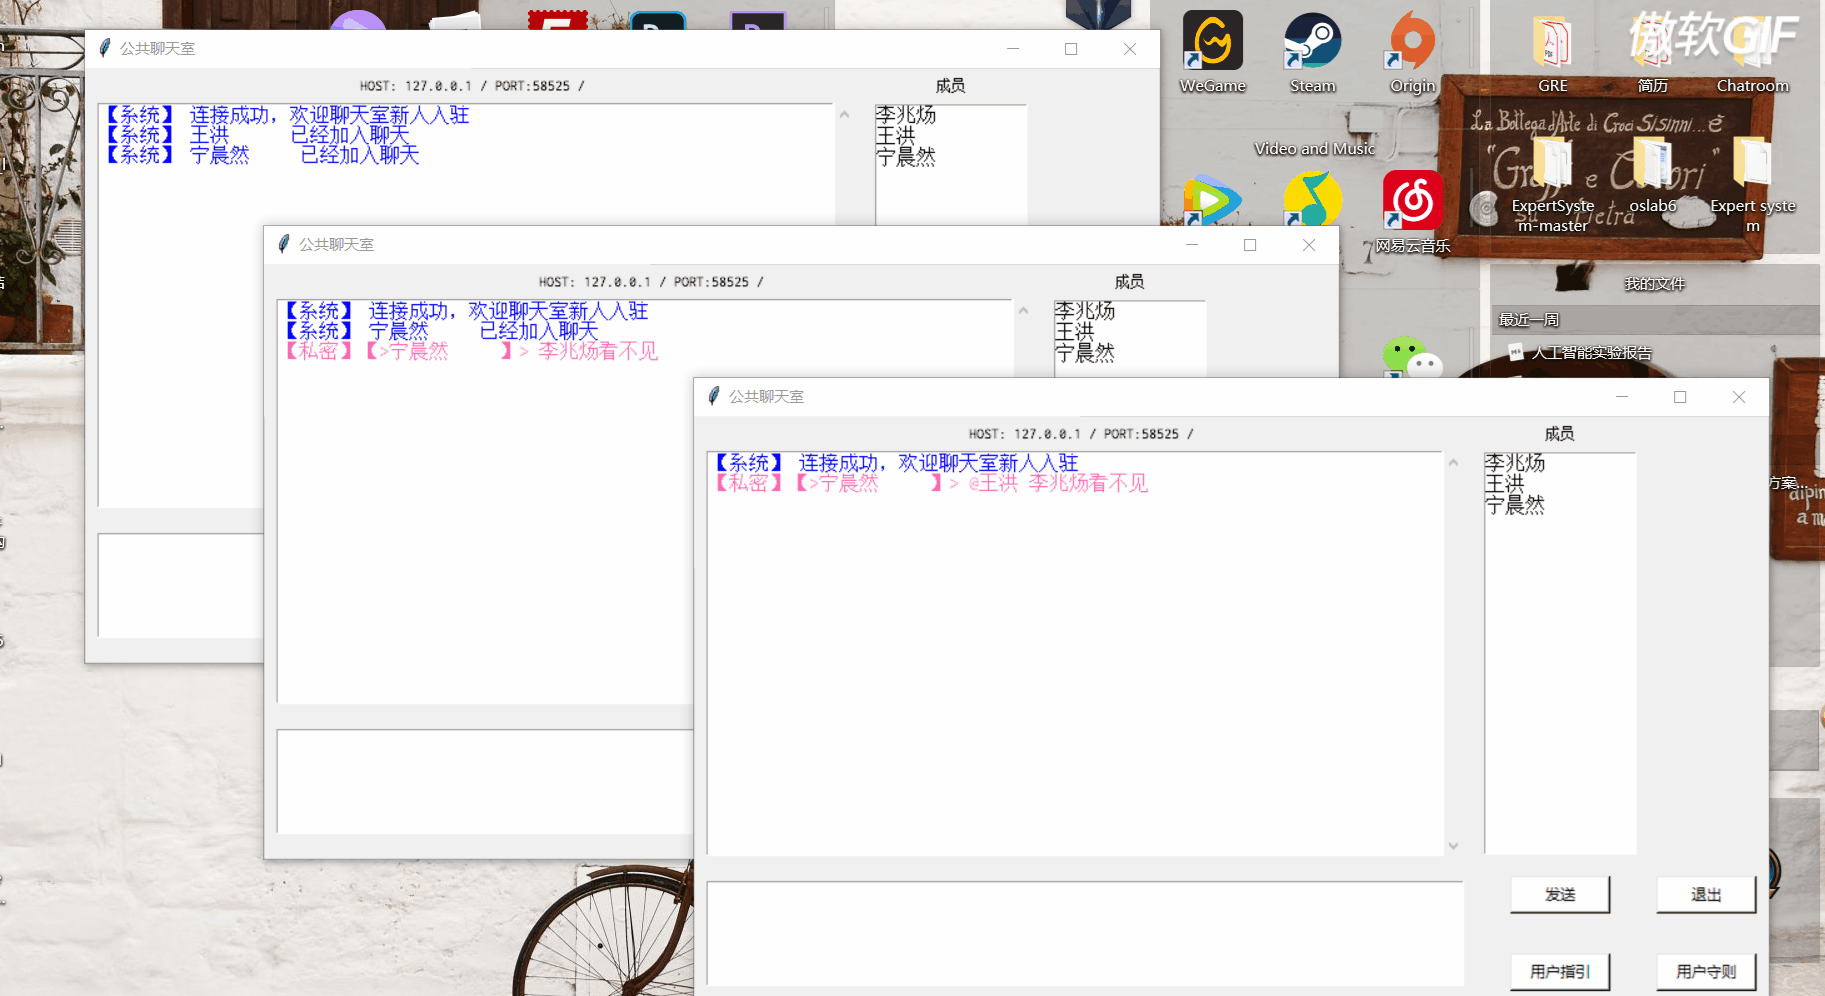 傲软GIF
公共聊天室
HOST: 127.0.0.1 / PORT:58525 /
成员
【系统】 连接成功，欢迎聊天室新人入驻
【系统】 王洪 已经加入聊天
【系统】 宁晨然 已经加入聊天
李兆炀
王洪
宁晨然
公共聊天室
HOST: 127.0.0.1 / PORT:58525 /
成员
【系统】 连接成功，欢迎聊天室新人入驻
【系统】 宁晨然 已经加入聊天
【私密】【>宁晨然 】> 李兆炀看不见
李兆炀
王洪
宁晨然
公共聊天室
HOST: 127.0.0.1 / PORT:58525 /
成员
【系统】 连接成功，欢迎聊天室新人入驻
【私密】【>宁晨然 】> @王洪 李兆炀看不见
李兆炀
王洪
宁晨然
发送
退出
用户指引
用户守则
WeGame
Steam
Origin
GRE
简历
Chatroom
Video and Music
网易云音乐
ExpertSyste
m-master
oslab6
Expert syste
m
我的文件
最近一周
人工智能实验报告
方案...
La Bottega d'Arte di Croci Sisinni...è